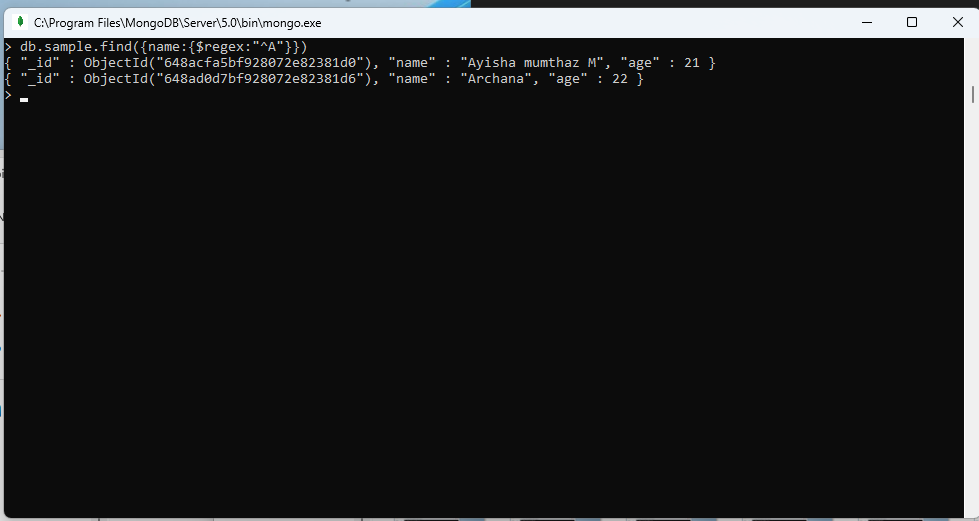 C:\Program Files\MongoDB\Server\5.0\bin\mongo.exe
> db.sample.find({name:{$regex:"^A"}})
{ "_id" : ObjectId("648acfa5bf928072e82381d0"), "name" : "Ayisha mumthaz M", "age" : 21 }
{ "_id" : ObjectId("648ad0d7bf928072e82381d6"), "name" : "Archana", "age" : 22 }
>